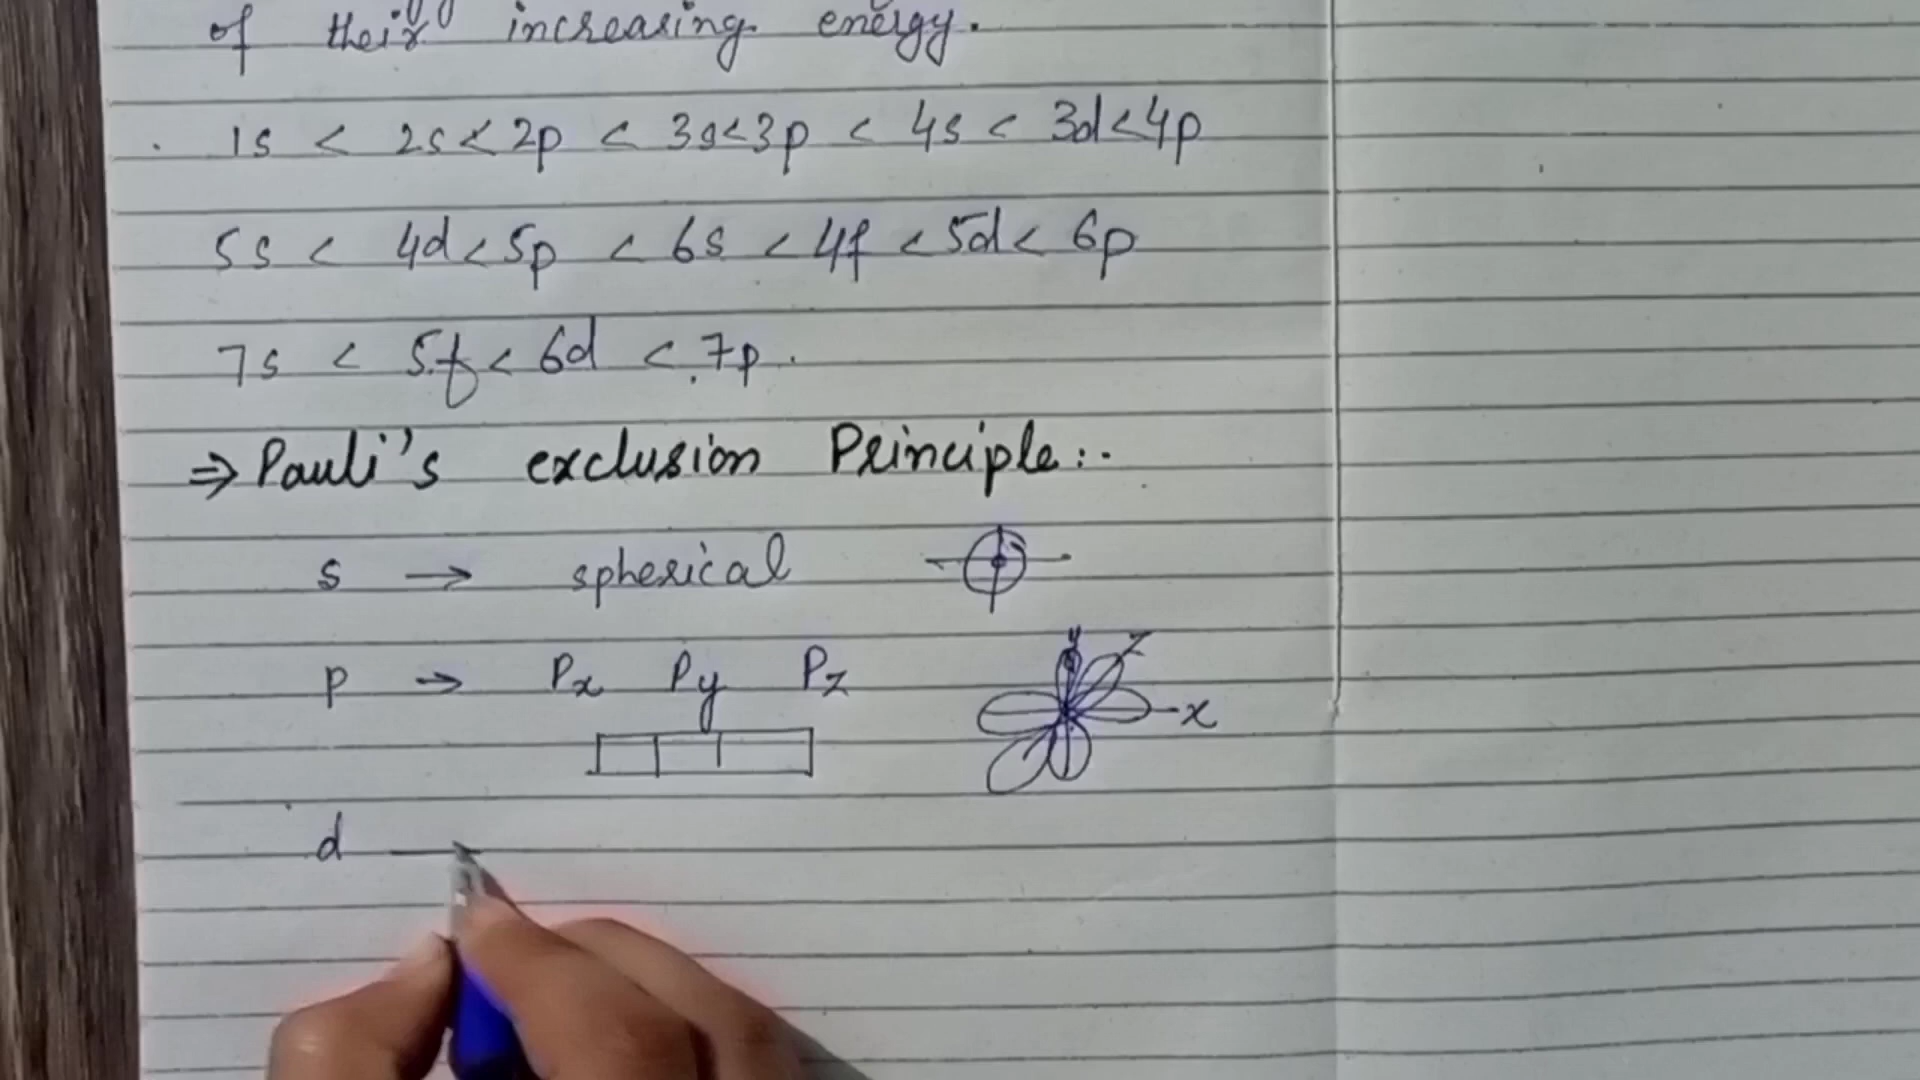 of their increasing energy.
1s < 2s < 2p < 3s < 3p < 4s < 3d < 4p
5s < 4d < 5p < 6s < 4f < 5d < 6p
7s < 5f < 6d < 7p.
⇒ Pauli's exclusion Principle:.
s → spherical
p → Px Py Pz
y z
x
d —